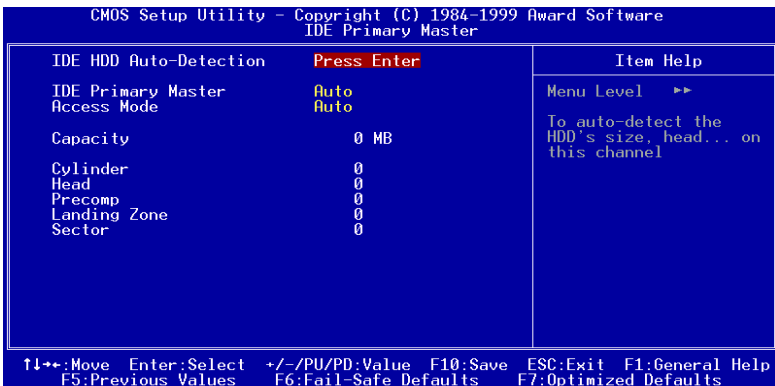 CMOS Setup Utility - Copyright (C) 1984-1999 Award Software
IDE Primary Master
IDE HDD Auto-Detection Press Enter
IDE Primary Master Auto
Access Mode Auto
Capacity 0 MB
Cylinder 0
Head 0
Precomp 0
Landing Zone 0
Sector 0
Item Help
Menu Level ▸▸
To auto-detect the
HDD's size, head... on
this channel
↑↓→←:Move Enter:Select +/-/PU/PD:Value F10:Save ESC:Exit F1:General Help
F5:Previous Values F6:Fail-Safe Defaults F7:Optimized Defaults